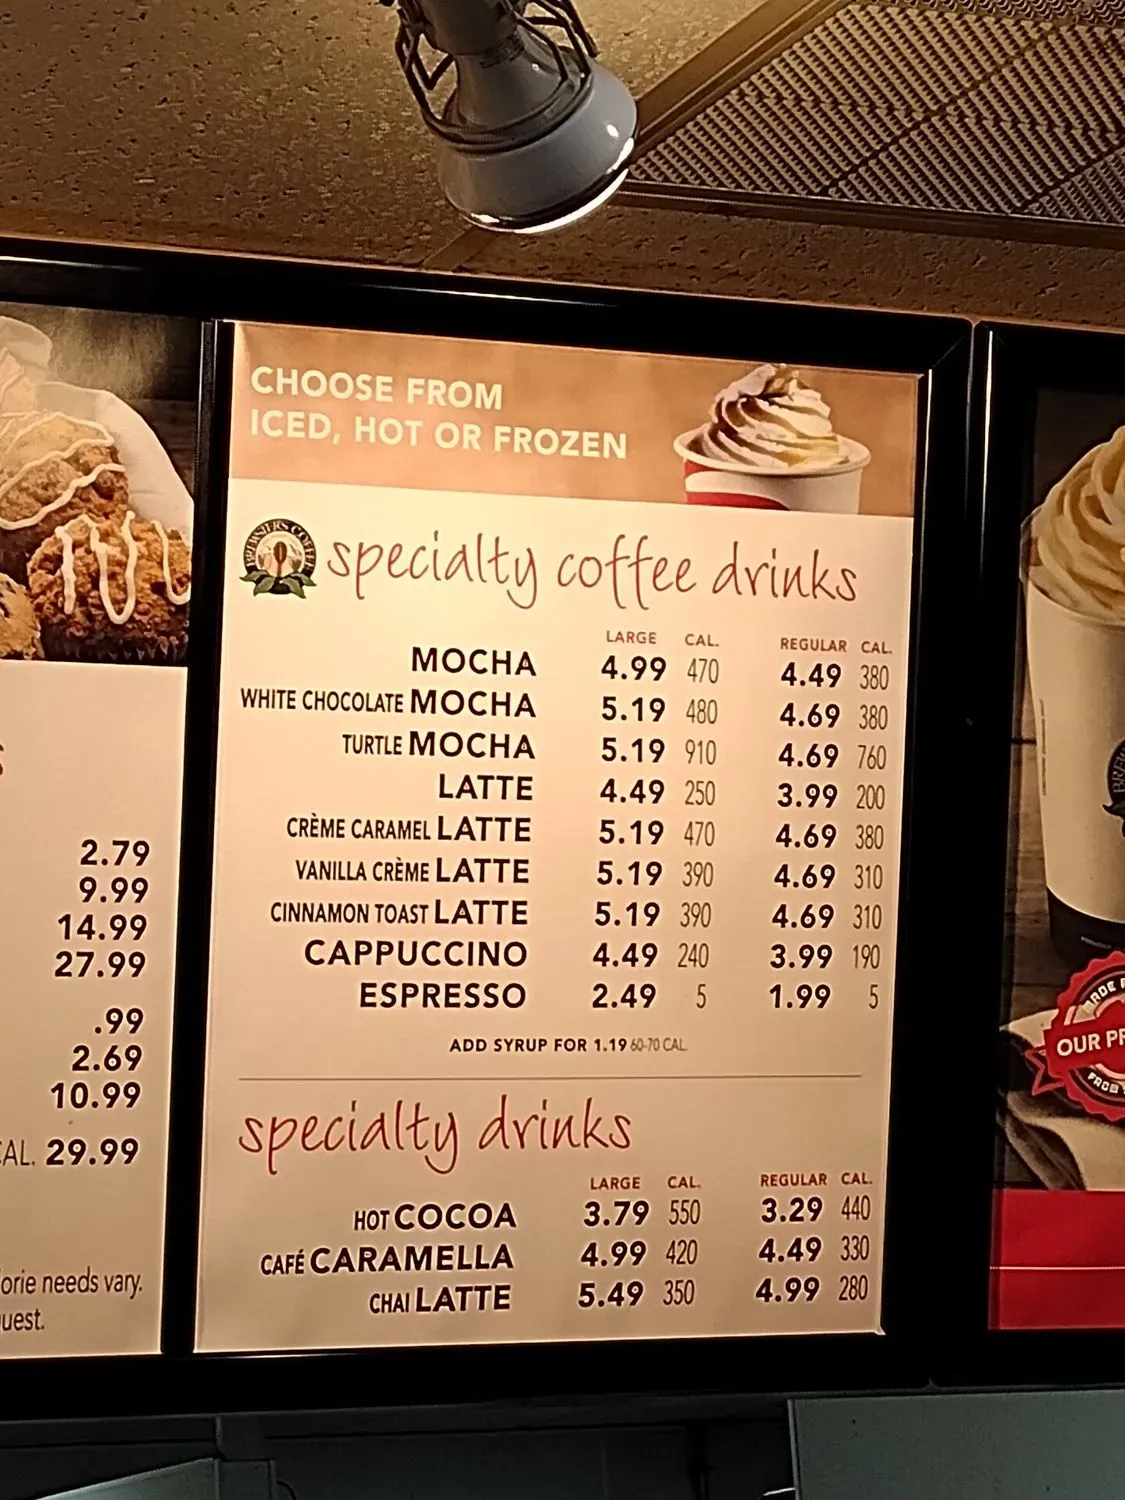 CHOOSE FROM
ICED, HOT OR FROZEN
BREWSTER'S COFFEE
specialty coffee drinks
LARGE CAL. REGULAR CAL.
MOCHA 4.99 470 4.49 380
WHITE CHOCOLATE MOCHA 5.19 480 4.69 380
TURTLE MOCHA 5.19 910 4.69 760
LATTE 4.49 250 3.99 200
CRÈME CARAMEL LATTE 5.19 470 4.69 380
VANILLA CRÈME LATTE 5.19 390 4.69 310
CINNAMON TOAST LATTE 5.19 390 4.69 310
CAPPUCCINO 4.49 240 3.99 190
ESPRESSO 2.49 5 1.99 5
ADD SYRUP FOR 1.19 60-70 CAL.
specialty drinks
LARGE CAL. REGULAR CAL.
HOT COCOA 3.79 550 3.29 440
CAFÉ CARAMELLA 4.99 420 4.49 330
CHAI LATTE 5.49 350 4.99 280
2.79
9.99
14.99
27.99
.99
2.69
10.99
CAL. 29.99
orie needs vary.
uest.
OUR PR